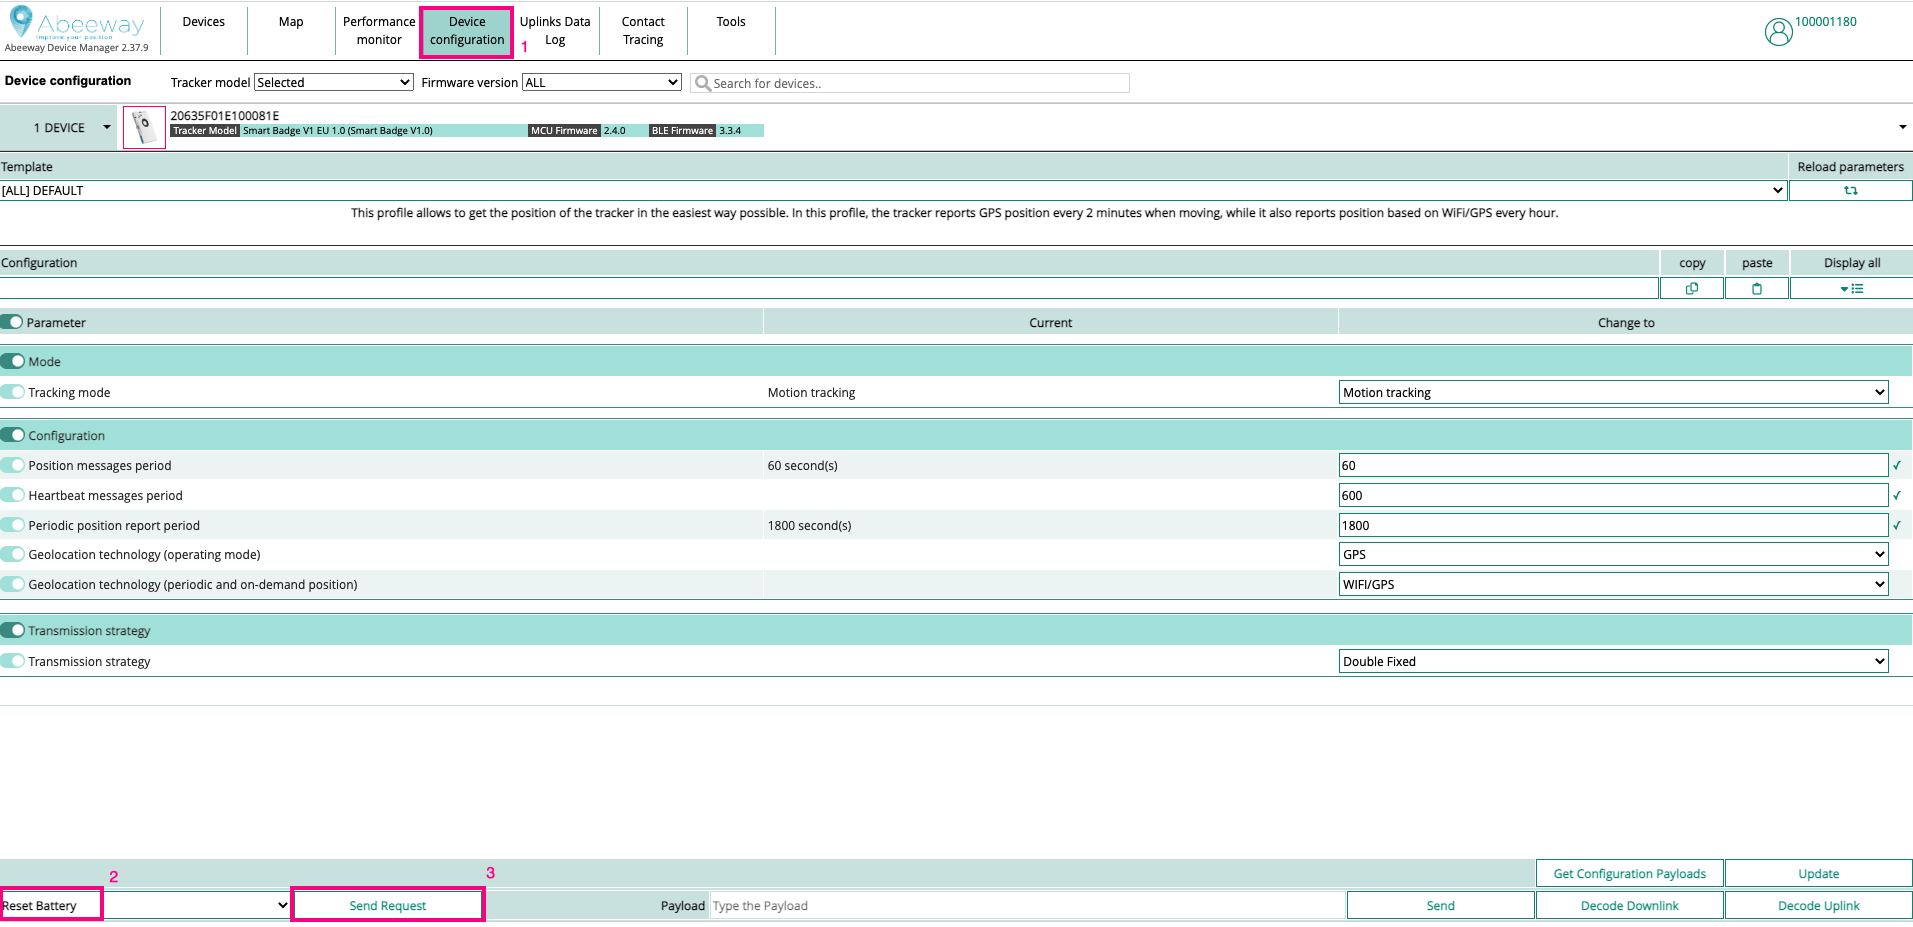 Abeeway
Improve your position
Abeeway Device Manager 2.37.9
Devices
Map
Performance
monitor
Device
configuration
1
Uplinks Data
Log
Contact
Tracing
Tools
100001180
Device configuration
Tracker model Selected
Firmware version ALL
Search for devices..
1 DEVICE
20635F01E100081E
Tracker Model Smart Badge V1 EU 1.0 (Smart Badge V1.0) MCU Firmware 2.4.0 BLE Firmware 3.3.4
Template Reload parameters
[ALL] DEFAULT
This profile allows to get the position of the tracker in the easiest way possible. In this profile, the tracker reports GPS position every 2 minutes when moving, while it also reports position based on WiFi/GPS every hour.
Configuration copy paste Display all
Parameter Current Change to
Mode
Tracking mode Motion tracking Motion tracking
Configuration
Position messages period 60 second(s) 60
Heartbeat messages period 600
Periodic position report period 1800 second(s) 1800
Geolocation technology (operating mode) GPS
Geolocation technology (periodic and on-demand position) WIFI/GPS
Transmission strategy
Transmission strategy Double Fixed
2
3
Get Configuration Payloads Update
Reset Battery Send Request Payload Type the Payload Send Decode Downlink Decode Uplink